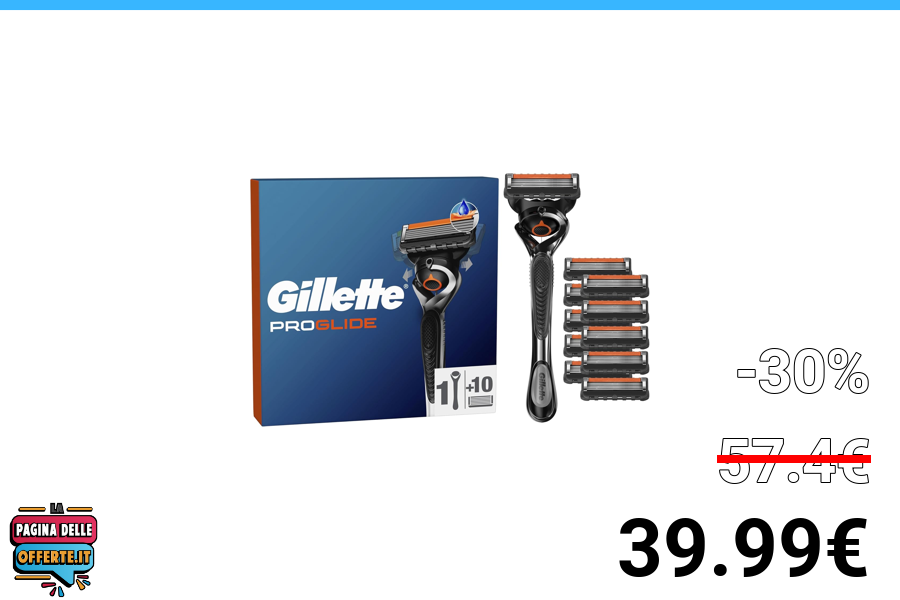 Gillette®
PROGLIDE
1 +10
-30%
57.4€
39.99€
LA
PAGINA DELLE
OFFERTE.IT